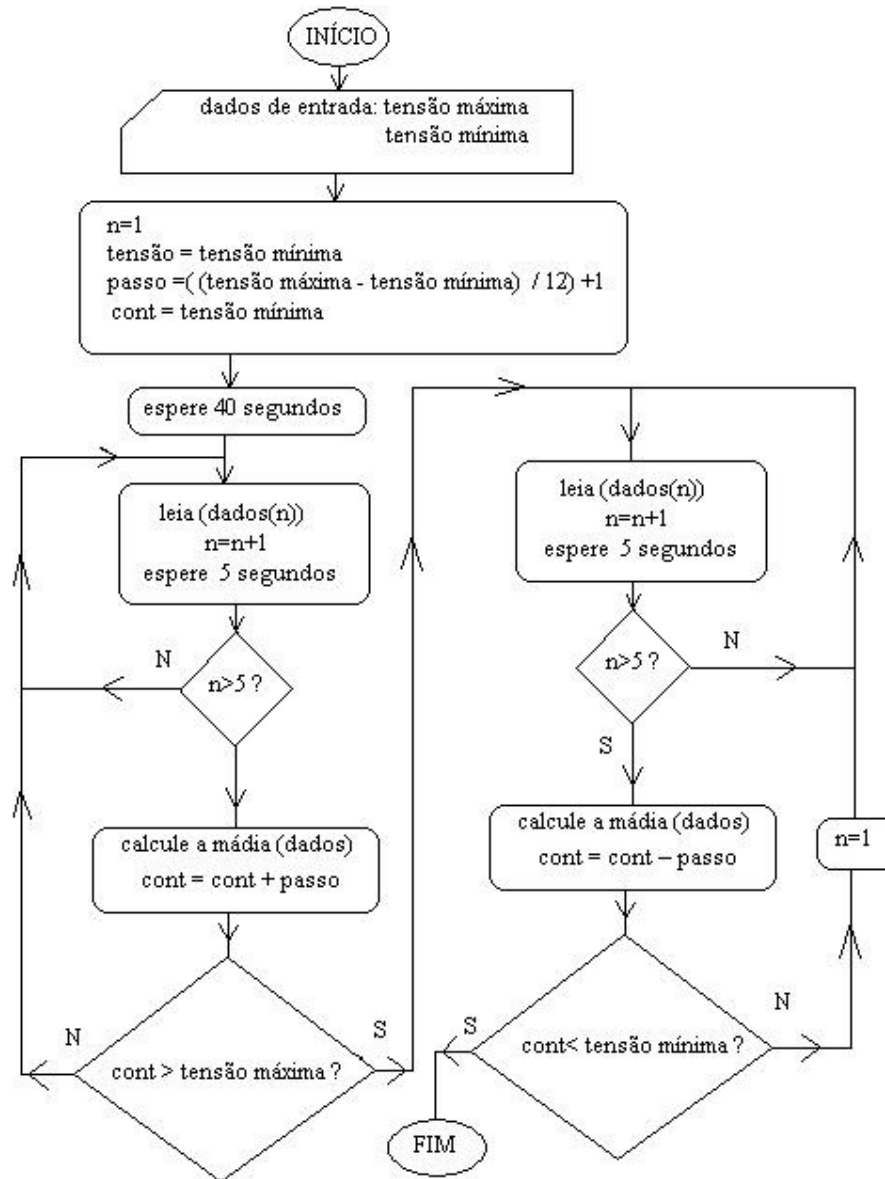 INÍCIO
dados de entrada: tensão máxima
tensão mínima
n=1
tensão = tensão mínima
passo =( (tensão máxima - tensão mínima) / 12) +1
cont = tensão mínima
espere 40 segundos
leia (dados(n))
n=n+1
espere 5 segundos
N
n>5 ?
calcule a mádia (dados)
cont = cont + passo
N
S
cont > tensão máxima ?
leia (dados(n))
n=n+1
espere 5 segundos
N
n>5 ?
S
calcule a mádia (dados)
cont = cont – passo
n=1
N
S
cont< tensão mínima ?
FIM